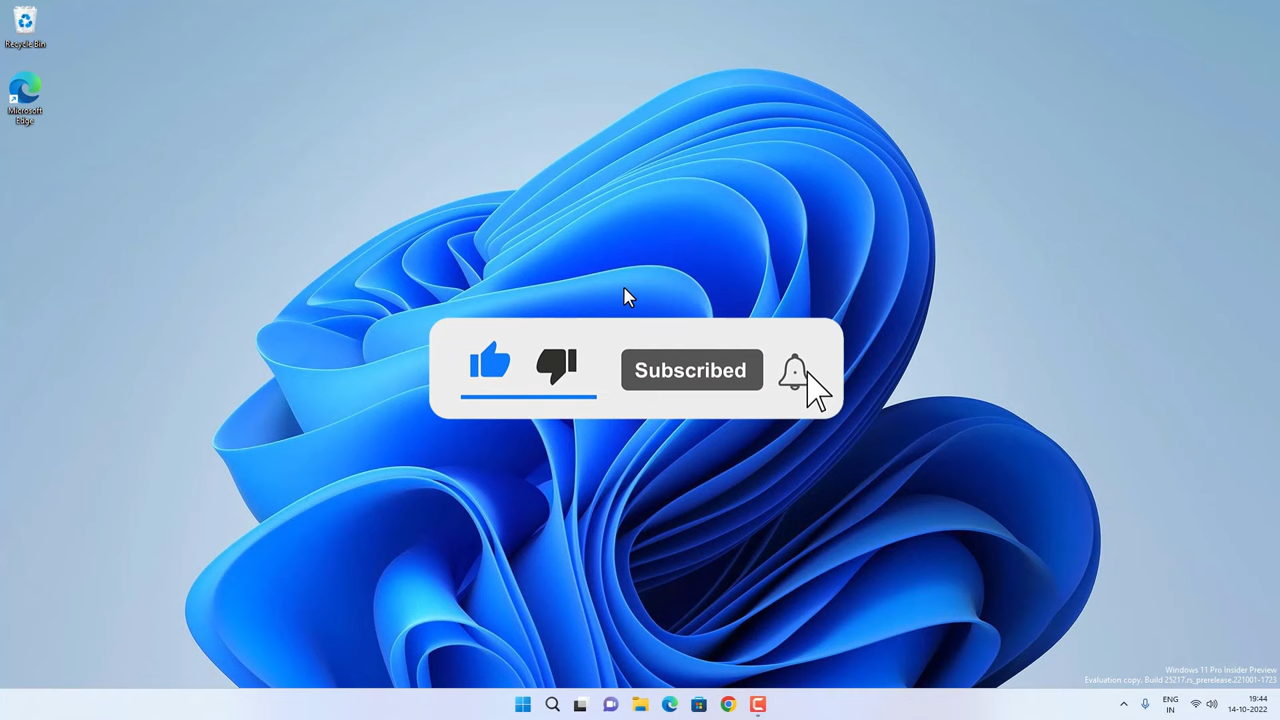 Recycle Bin
Microsoft
Edge
Subscribed
Windows 11 Pro Insider Preview
Evaluation copy. Build 25217.rs_prerelease.221001-1723
ENG
IN
19:44
14-10-2022